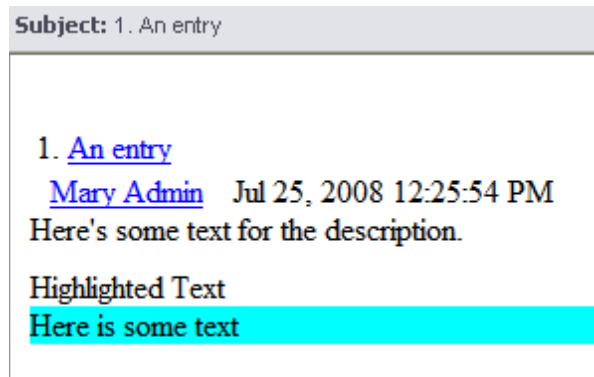 Subject: 1. An entry
1. An entry
Mary Admin Jul 25, 2008 12:25:54 PM
Here's some text for the description.
Highlighted Text
Here is some text